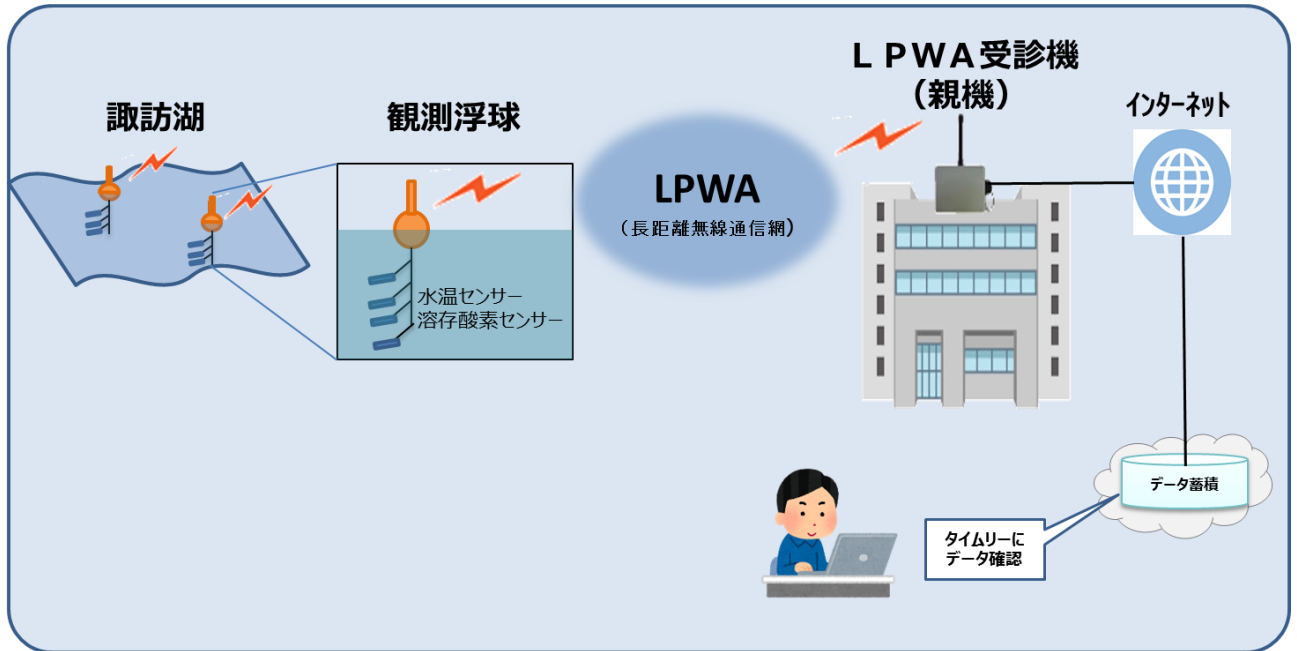 諏訪湖
観測浮球
水温センサー
溶存酸素センサー
LPWA
（長距離無線通信網）
ＬＰＷＡ受診機
（親機）
インターネット
データ蓄積
タイムリーに
データ確認